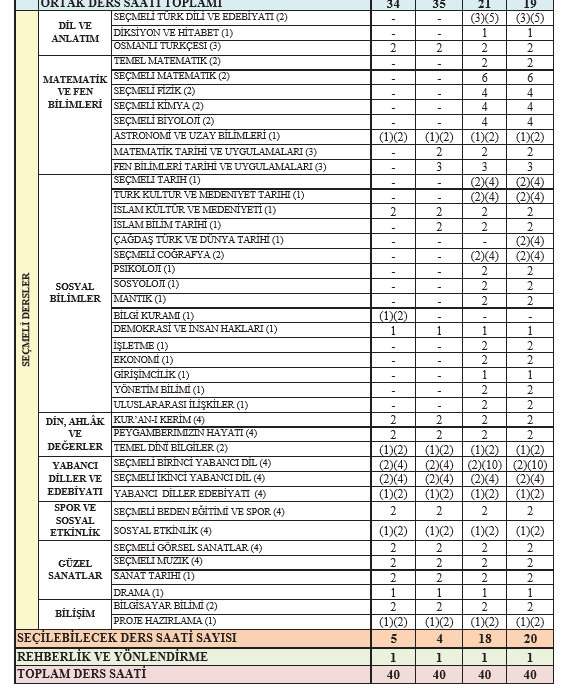 ORTAK DERS SAATİ TOPLAMI 34 35 21 19
SEÇMELİ DERSLER
DİL VE ANLATIM
SEÇMELİ TÜRK DİLİ VE EDEBİYATI (2) - - (3)(5) (3)(5)
DİKSİYON VE HİTABET (1) - - 1 1
OSMANLI TÜRKÇESİ (3) 2 2 2 2
MATEMATİK VE FEN BİLİMLERİ
TEMEL MATEMATİK (2) - - 2 2
SEÇMELİ MATEMATİK (2) - - 6 6
SEÇMELİ FİZİK (2) - - 4 4
SEÇMELİ KİMYA (2) - - 4 4
SEÇMELİ BİYOLOJİ (2) - - 4 4
ASTRONOMİ VE UZAY BİLİMLERİ (1) (1)(2) (1)(2) (1)(2) (1)(2)
MATEMATİK TARİHİ VE UYGULAMALARI (3) - 2 2 2
FEN BİLİMLERİ TARİHİ VE UYGULAMALARI (3) - 3 3 3
SOSYAL BİLİMLER
SEÇMELİ TARİH (1) - - (2)(4) (2)(4)
TÜRK KÜLTÜR VE MEDENİYET TARİHİ (1) - - (2)(4) (2)(4)
İSLAM KÜLTÜR VE MEDENİYETİ (1) 2 2 2 2
İSLAM BİLİM TARİHİ (1) - 2 2 2
ÇAĞDAŞ TÜRK VE DÜNYA TARİHİ (1) - - - (2)(4)
SEÇMELİ COĞRAFYA (2) - - (2)(4) (2)(4)
PSİKOLOJİ (1) - - 2 2
SOSYOLOJİ (1) - - 2 2
MANTIK (1) - - 2 2
BİLGİ KURAMI (1) (1)(2) - - -
DEMOKRASİ VE İNSAN HAKLARI (1) 1 1 1 1
İŞLETME (1) - - 2 2
EKONOMİ (1) - - 2 2
GİRİŞİMCİLİK (1) - - 1 1
YÖNETİM BİLİMİ (1) - - 2 2
ULUSLARARASI İLİŞKİLER (1) - - 2 2
DİN, AHLÂK VE DEĞERLER
KUR'AN-I KERİM (4) 2 2 2 2
PEYGAMBERİMİZİN HAYATI (4) 2 2 2 2
TEMEL DİNİ BİLGİLER (2) (1)(2) (1)(2) (1)(2) (1)(2)
YABANCI DİLLER VE EDEBİYATI
SEÇMELİ BİRİNCİ YABANCI DİL (4) (2)(4) (2)(4) (2)(10) (2)(10)
SEÇMELİ İKİNCİ YABANCI DİL (4) (2)(4) (2)(4) (2)(4) (2)(4)
YABANCI DİLLER EDEBİYATI (4) (1)(2) (1)(2) (1)(2) (1)(2)
SPOR VE SOSYAL ETKİNLİK
SEÇMELİ BEDEN EĞİTİMİ VE SPOR (4) 2 2 2 2
SOSYAL ETKİNLİK (4) (1)(2) (1)(2) (1)(2) (1)(2)
GÜZEL SANATLAR
SEÇMELİ GÖRSEL SANATLAR (4) 2 2 2 2
SEÇMELİ MÜZİK (4) 2 2 2 2
SANAT TARİHİ (1) 2 2 2 2
DRAMA (1) 1 1 1 1
BİLİŞİM
BİLGİSAYAR BİLİMİ (2) 2 2 2 2
PROJE HAZIRLAMA (1) (1)(2) (1)(2) (1)(2) (1)(2)
SEÇİLEBİLECEK DERS SAATİ SAYISI 5 4 18 20
REHBERLİK VE YÖNLENDİRME 1 1 1 1
TOPLAM DERS SAATİ 40 40 40 40